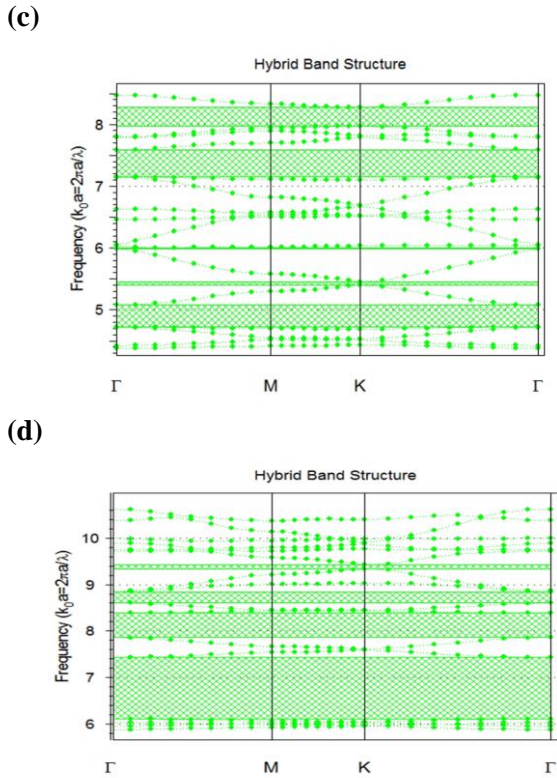 (c)
Hybrid Band Structure
Frequency (k₀a=2πa/λ)
8
7
6
5
Γ M K Γ
(d)
Hybrid Band Structure
Frequency (k₀a=2πa/λ)
10
9
8
7
6
Γ M K Γ